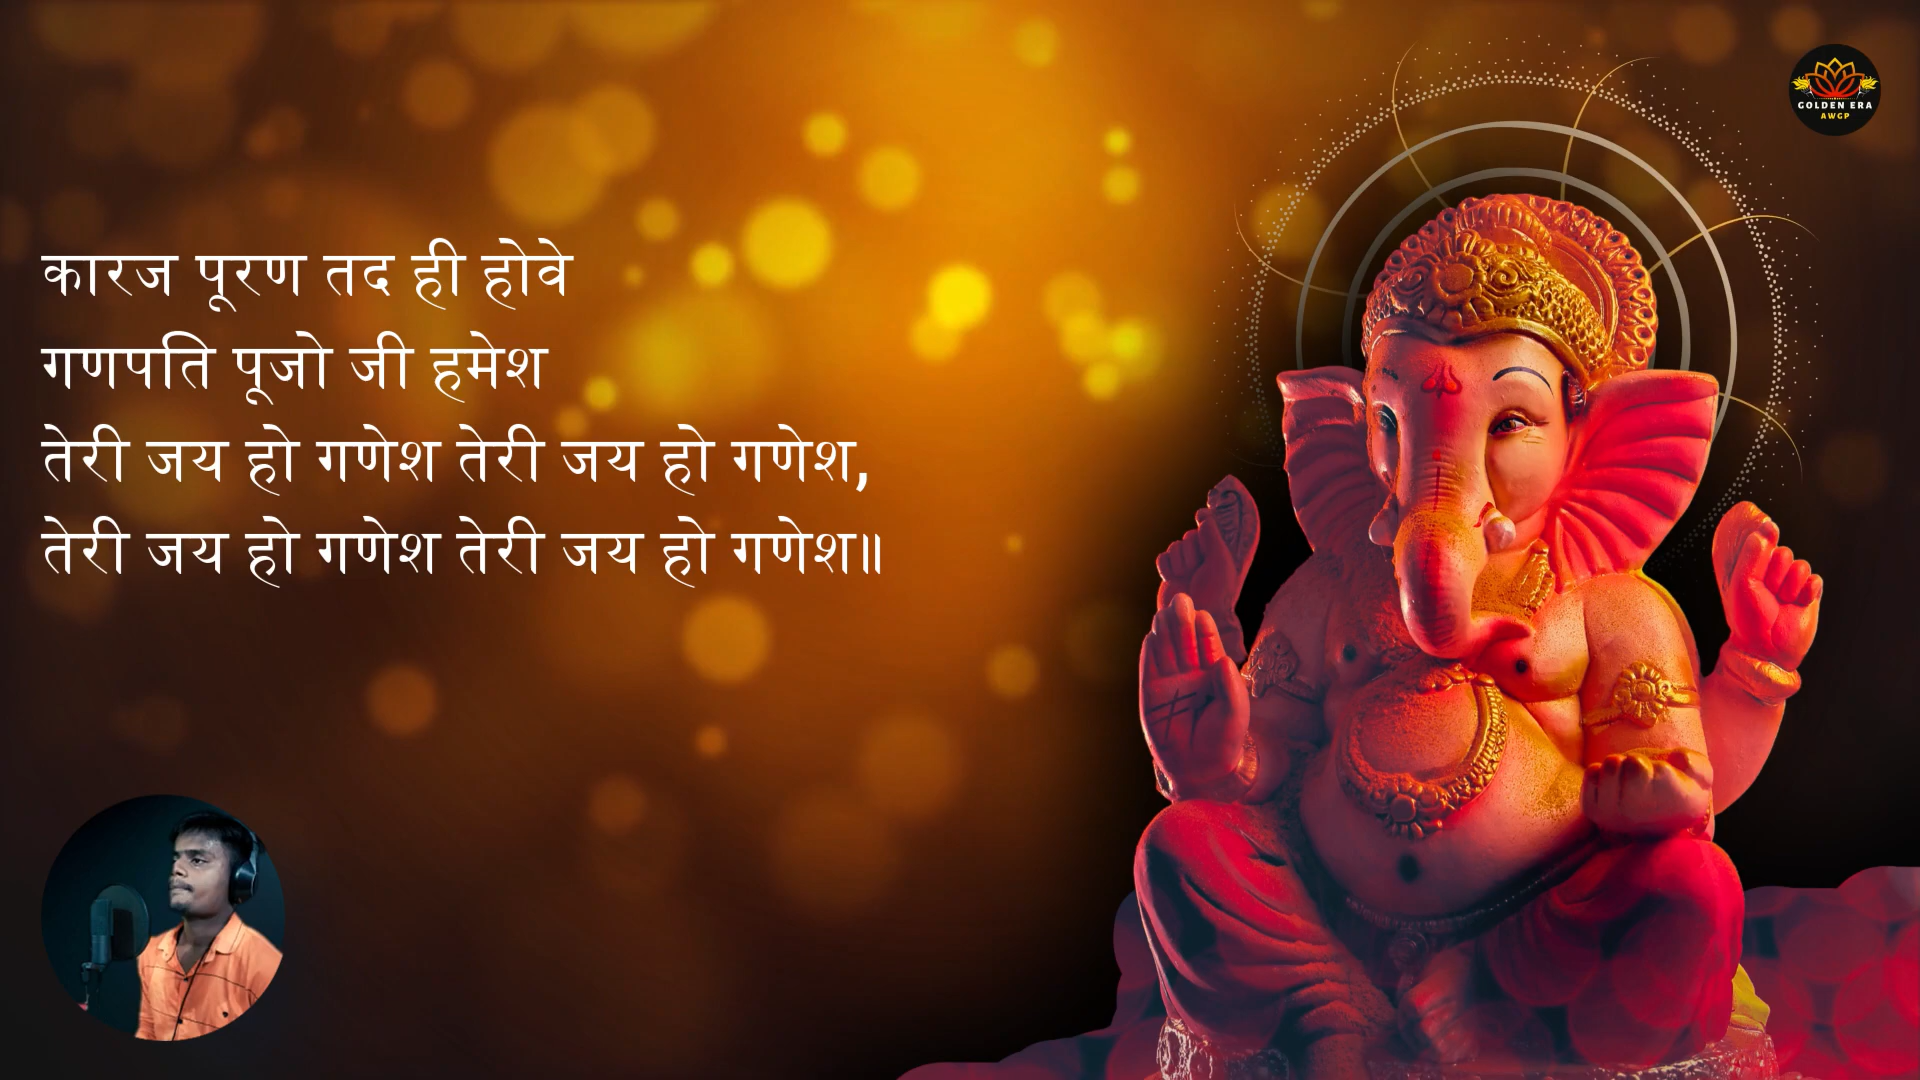 कारज पूरण तद ही होवे
गणपति पूजो जी हमेश
तेरी जय हो गणेश तेरी जय हो गणेश,
तेरी जय हो गणेश तेरी जय हो गणेश॥
GOLDEN ERA
AWGP